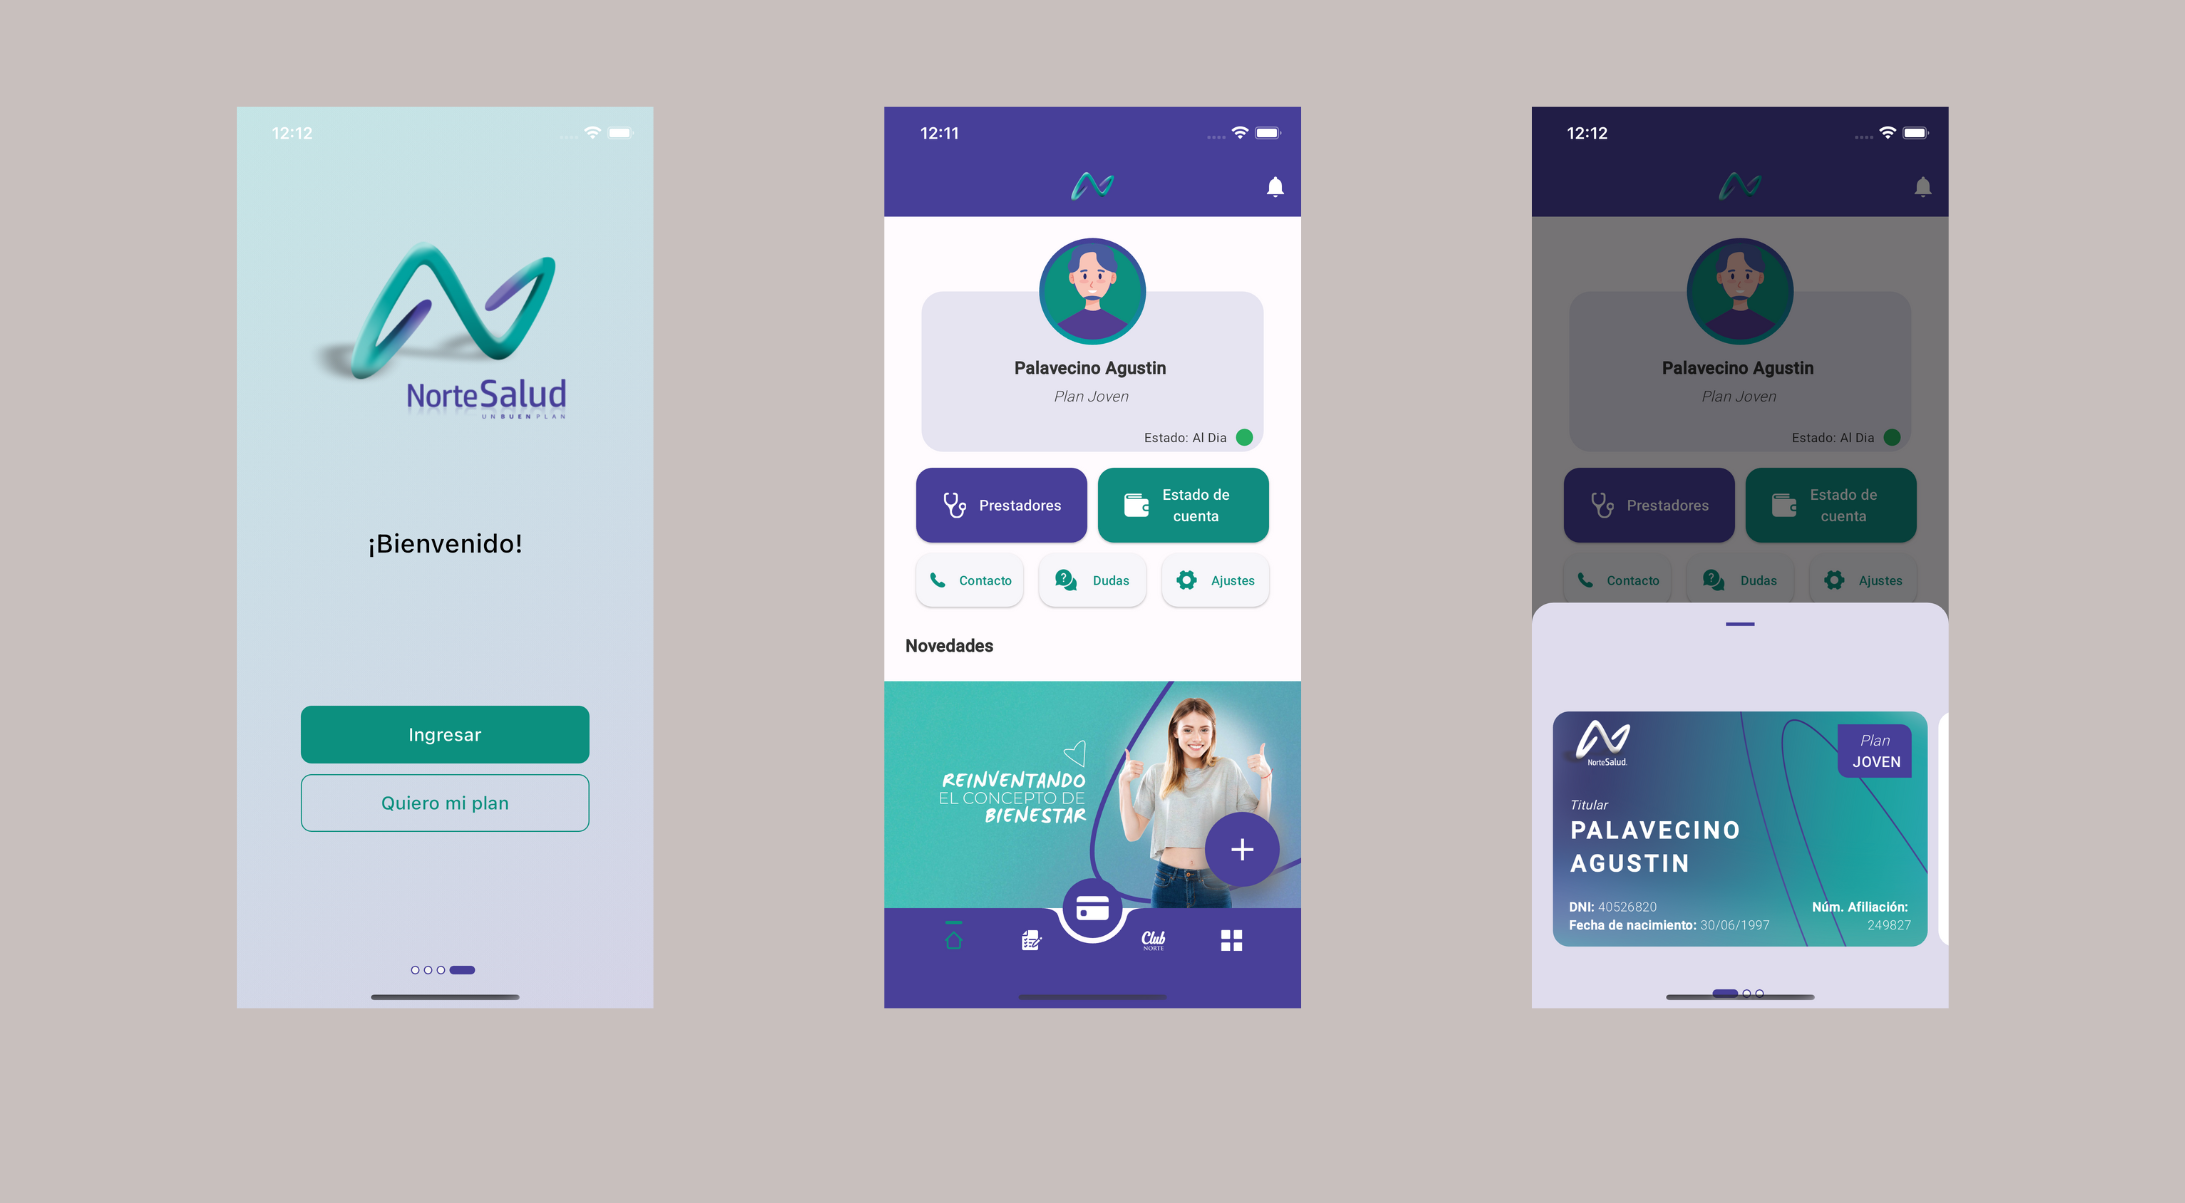 12:12
NorteSalud
UN BUEN PLAN
¡Bienvenido!
Ingresar
Quiero mi plan
12:11
Palavecino Agustin
Plan Joven
Estado: Al Dia
Prestadores
Estado de
cuenta
Contacto
Dudas
Ajustes
Novedades
REINVENTANDO
EL CONCEPTO DE
BIENESTAR
Club
NORTE
12:12
Palavecino Agustin
Plan Joven
Estado: Al Dia
Prestadores
Estado de
cuenta
Contacto
Dudas
Ajustes
NorteSalud.
Plan
JOVEN
Titular
PALAVECINO
AGUSTIN
DNI: 40526820
Fecha de nacimiento: 30/06/1997
Núm. Afiliación:
249827